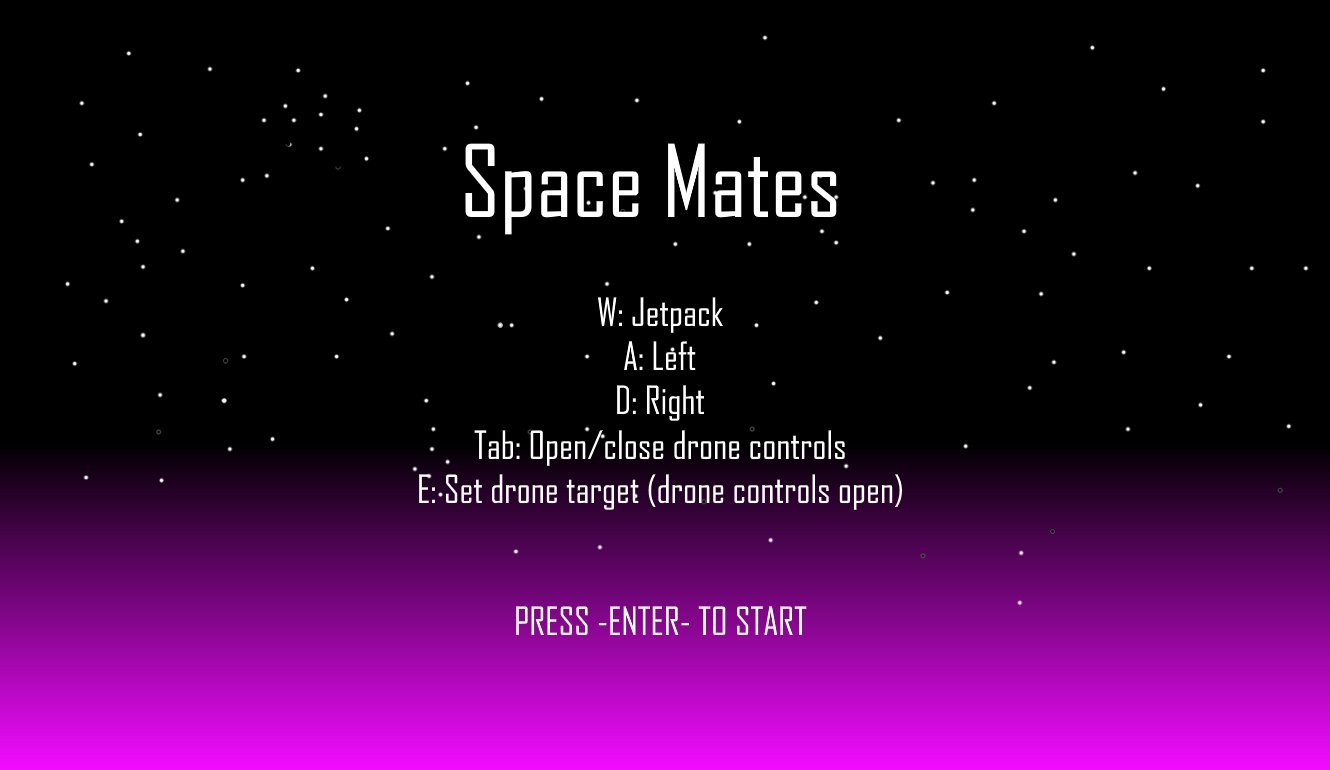 Space Mates
W: Jetpack
A: Left
D: Right
Tab: Open/close drone controls
E: Set drone target (drone controls open)
PRESS -ENTER- TO START